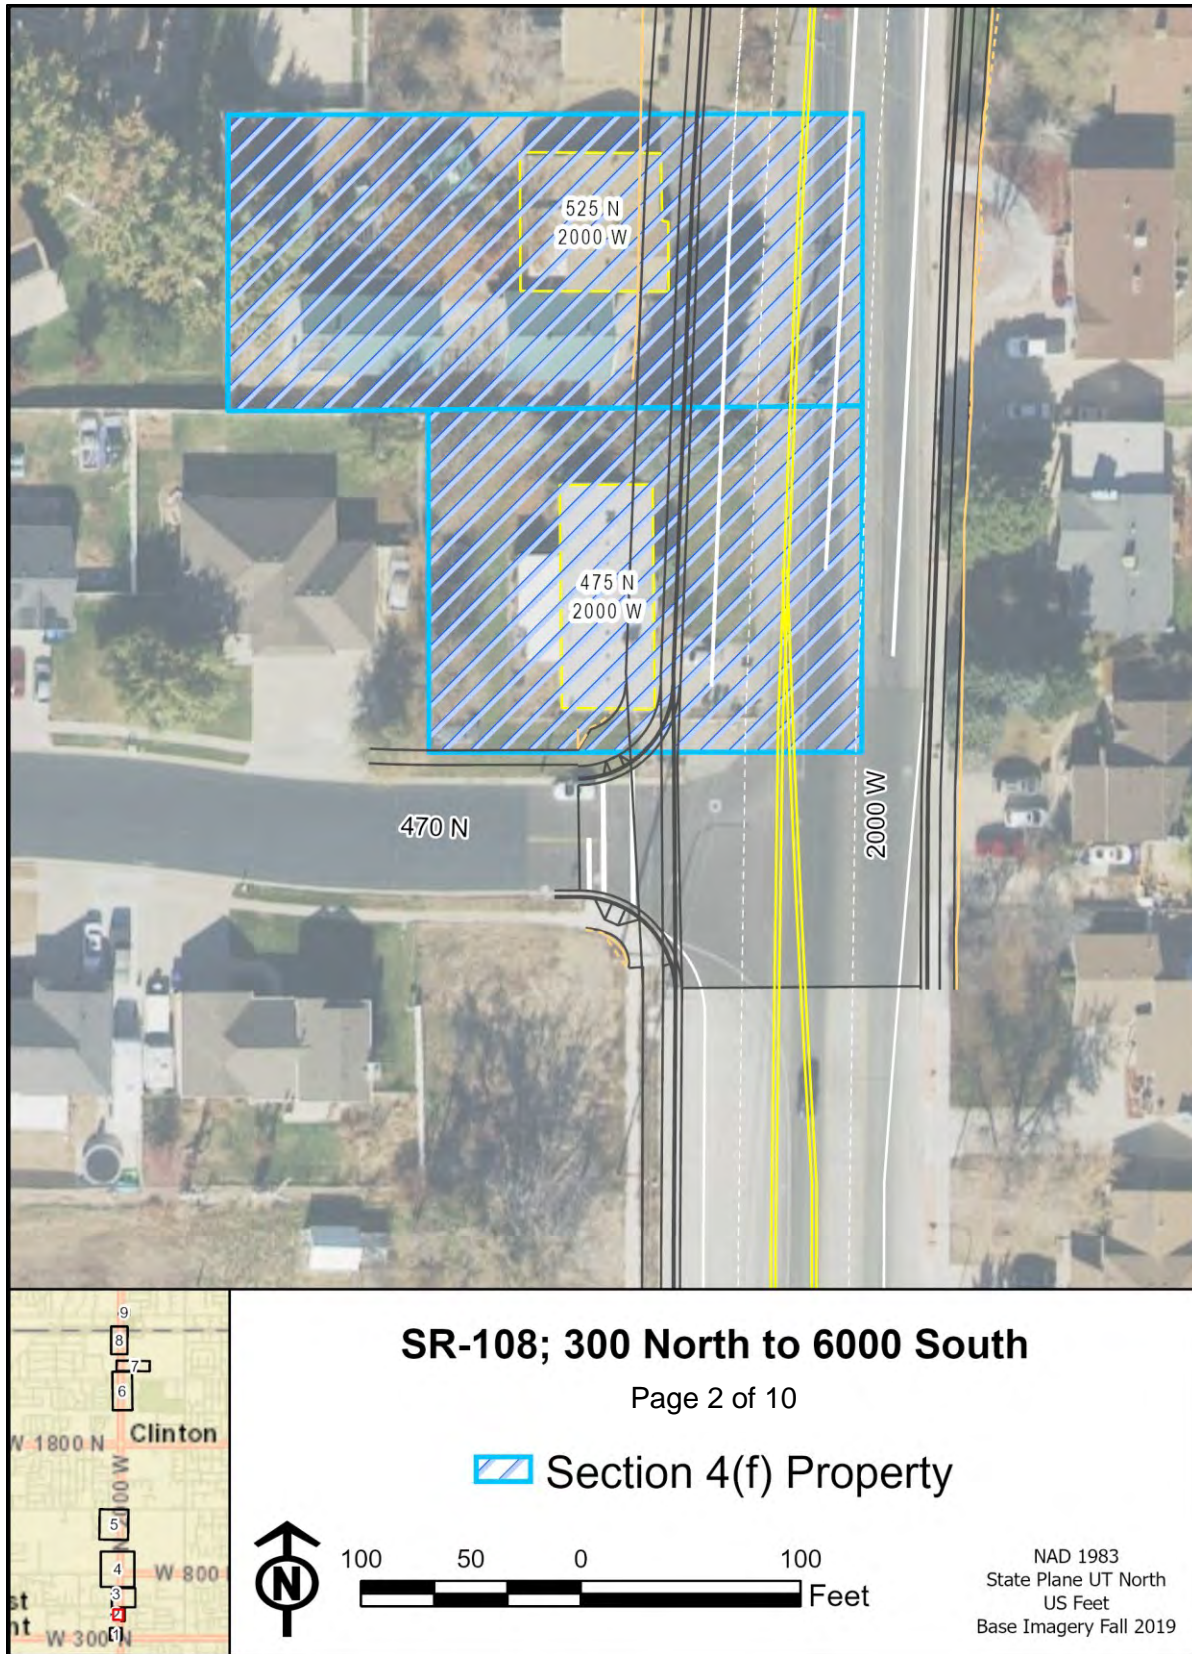 525 N
2000 W
475 N
2000 W
470 N
2000 W
SR-108; 300 North to 6000 South
Page 2 of 10
Section 4(f) Property
N
100 50 0 100
Feet
NAD 1983
State Plane UT North
US Feet
Base Imagery Fall 2019
9
8
7
6
Clinton
W 1800 N
2000 W
5
4
W 800
3
2
1
W 300 N